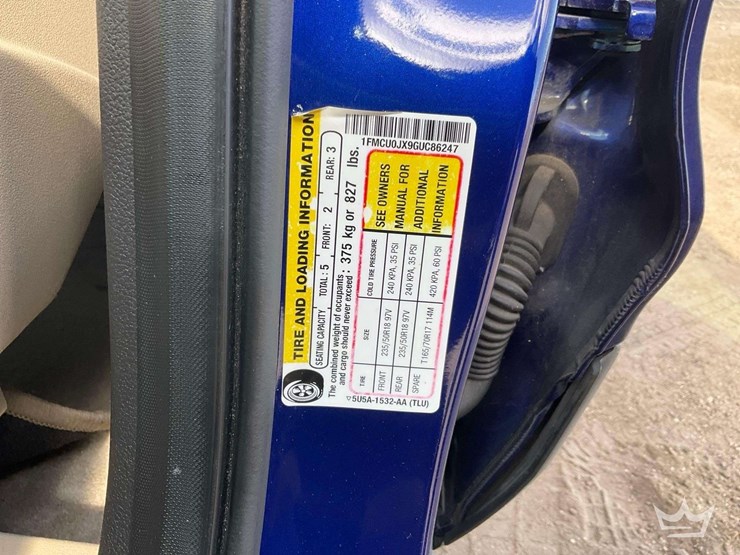 1FMCU0JX9GUC86247
TIRE AND LOADING INFORMATION
SEATING CAPACITY TOTAL: 5 FRONT: 2 REAR: 3
The combined weight of occupants
and cargo should never exceed: 375 kg or 827 lbs.
TIRE SIZE COLD TIRE PRESSURE
FRONT 235/50R18 97V 240 KPA, 35 PSI
REAR 235/50R18 97V 240 KPA, 35 PSI
SPARE T165/70R17 114M 420 KPA, 60 PSI
SEE OWNERS
MANUAL FOR
ADDITIONAL
INFORMATION
5U5A-1532-AA (TLU)